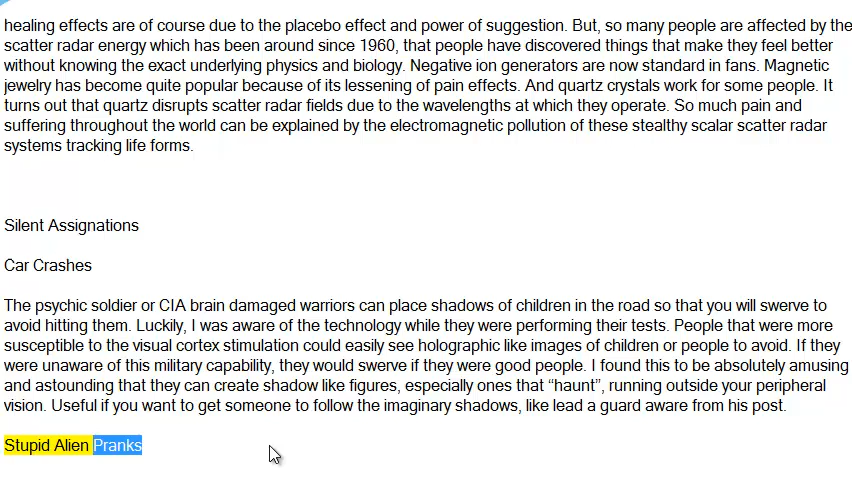 healing effects are of course due to the placebo effect and power of suggestion. But, so many people are affected by the
scatter radar energy which has been around since 1960, that people have discovered things that make they feel better
without knowing the exact underlying physics and biology. Negative ion generators are now standard in fans. Magnetic
jewelry has become quite popular because of its lessening of pain effects. And quartz crystals work for some people. It
turns out that quartz disrupts scatter radar fields due to the wavelengths at which they operate. So much pain and
suffering throughout the world can be explained by the electromagnetic pollution of these stealthy scalar scatter radar
systems tracking life forms.
Silent Assignations
Car Crashes
The psychic soldier or CIA brain damaged warriors can place shadows of children in the road so that you will swerve to
avoid hitting them. Luckily, I was aware of the technology while they were performing their tests. People that were more
susceptible to the visual cortex stimulation could easily see holographic like images of children or people to avoid. If they
were unaware of this military capability, they would swerve if they were good people. I found this to be absolutely amusing
and astounding that they can create shadow like figures, especially ones that “haunt”, running outside your peripheral
vision. Useful if you want to get someone to follow the imaginary shadows, like lead a guard aware from his post.
Stupid Alien Pranks